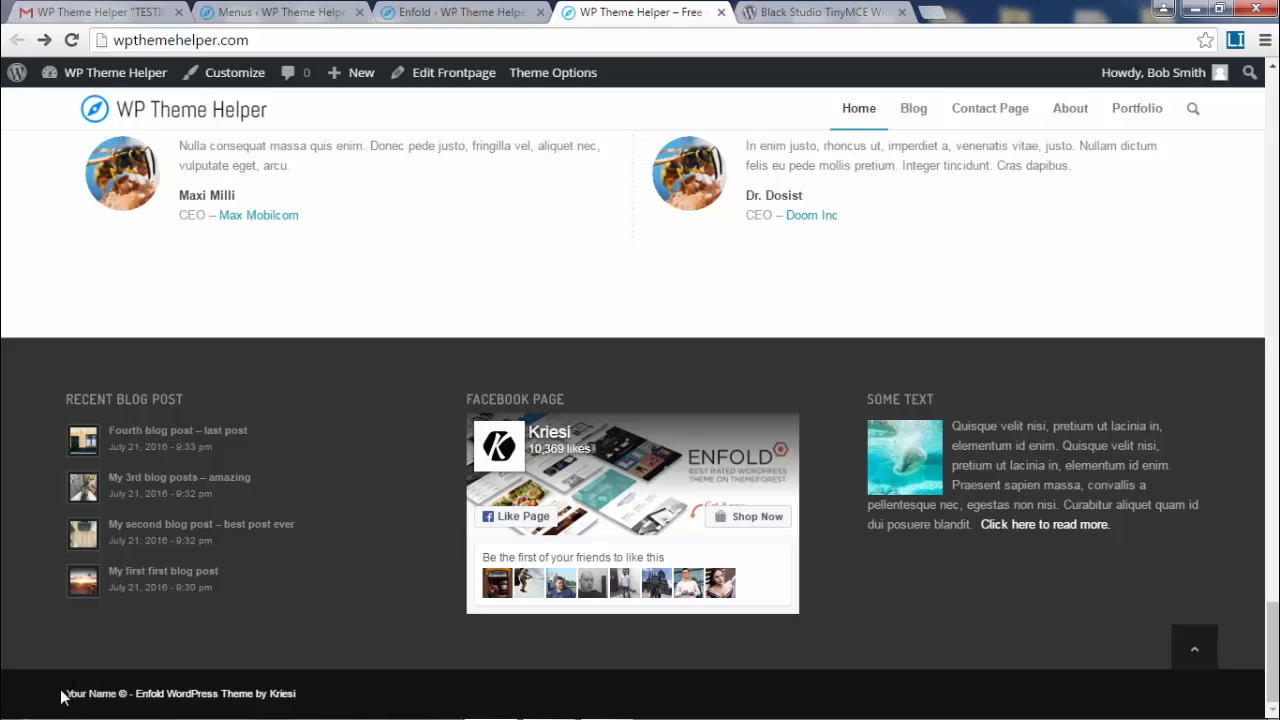 WP Theme Helper "TESTI
Menus ‹ WP Theme Helpe
Enfold ‹ WP Theme Helpe
WP Theme Helper – Free
Black Studio TinyMCE Wi
wpthemehelper.com
LI
WP Theme Helper
Customize
0
New
Edit Frontpage
Theme Options
Howdy, Bob Smith
WP Theme Helper
Home
Blog
Contact Page
About
Portfolio
Nulla consequat massa quis enim. Donec pede justo, fringilla vel, aliquet nec,
vulputate eget, arcu.
Maxi Milli
CEO – Max Mobilcom
In enim justo, rhoncus ut, imperdiet a, venenatis vitae, justo. Nullam dictum
felis eu pede mollis pretium. Integer tincidunt. Cras dapibus.
Dr. Dosist
CEO – Doom Inc
RECENT BLOG POST
Fourth blog post – last post
July 21, 2016 - 9:33 pm
My 3rd blog posts – amazing
July 21, 2016 - 9:32 pm
My second blog post – best post ever
July 21, 2016 - 9:32 pm
My first first blog post
July 21, 2016 - 9:30 pm
FACEBOOK PAGE
Kriesi
10,369 likes
ENFOLD
BEST RATED WORDPRESS
THEME ON THEMEFOREST
Like Page
Shop Now
Be the first of your friends to like this
SOME TEXT
Quisque velit nisi, pretium ut lacinia in,
elementum id enim. Quisque velit nisi,
pretium ut lacinia in, elementum id enim.
Praesent sapien massa, convallis a
pellentesque nec, egestas non nisi. Curabitur aliquet quam id
dui posuere blandit. Click here to read more.
Your Name © - Enfold WordPress Theme by Kriesi